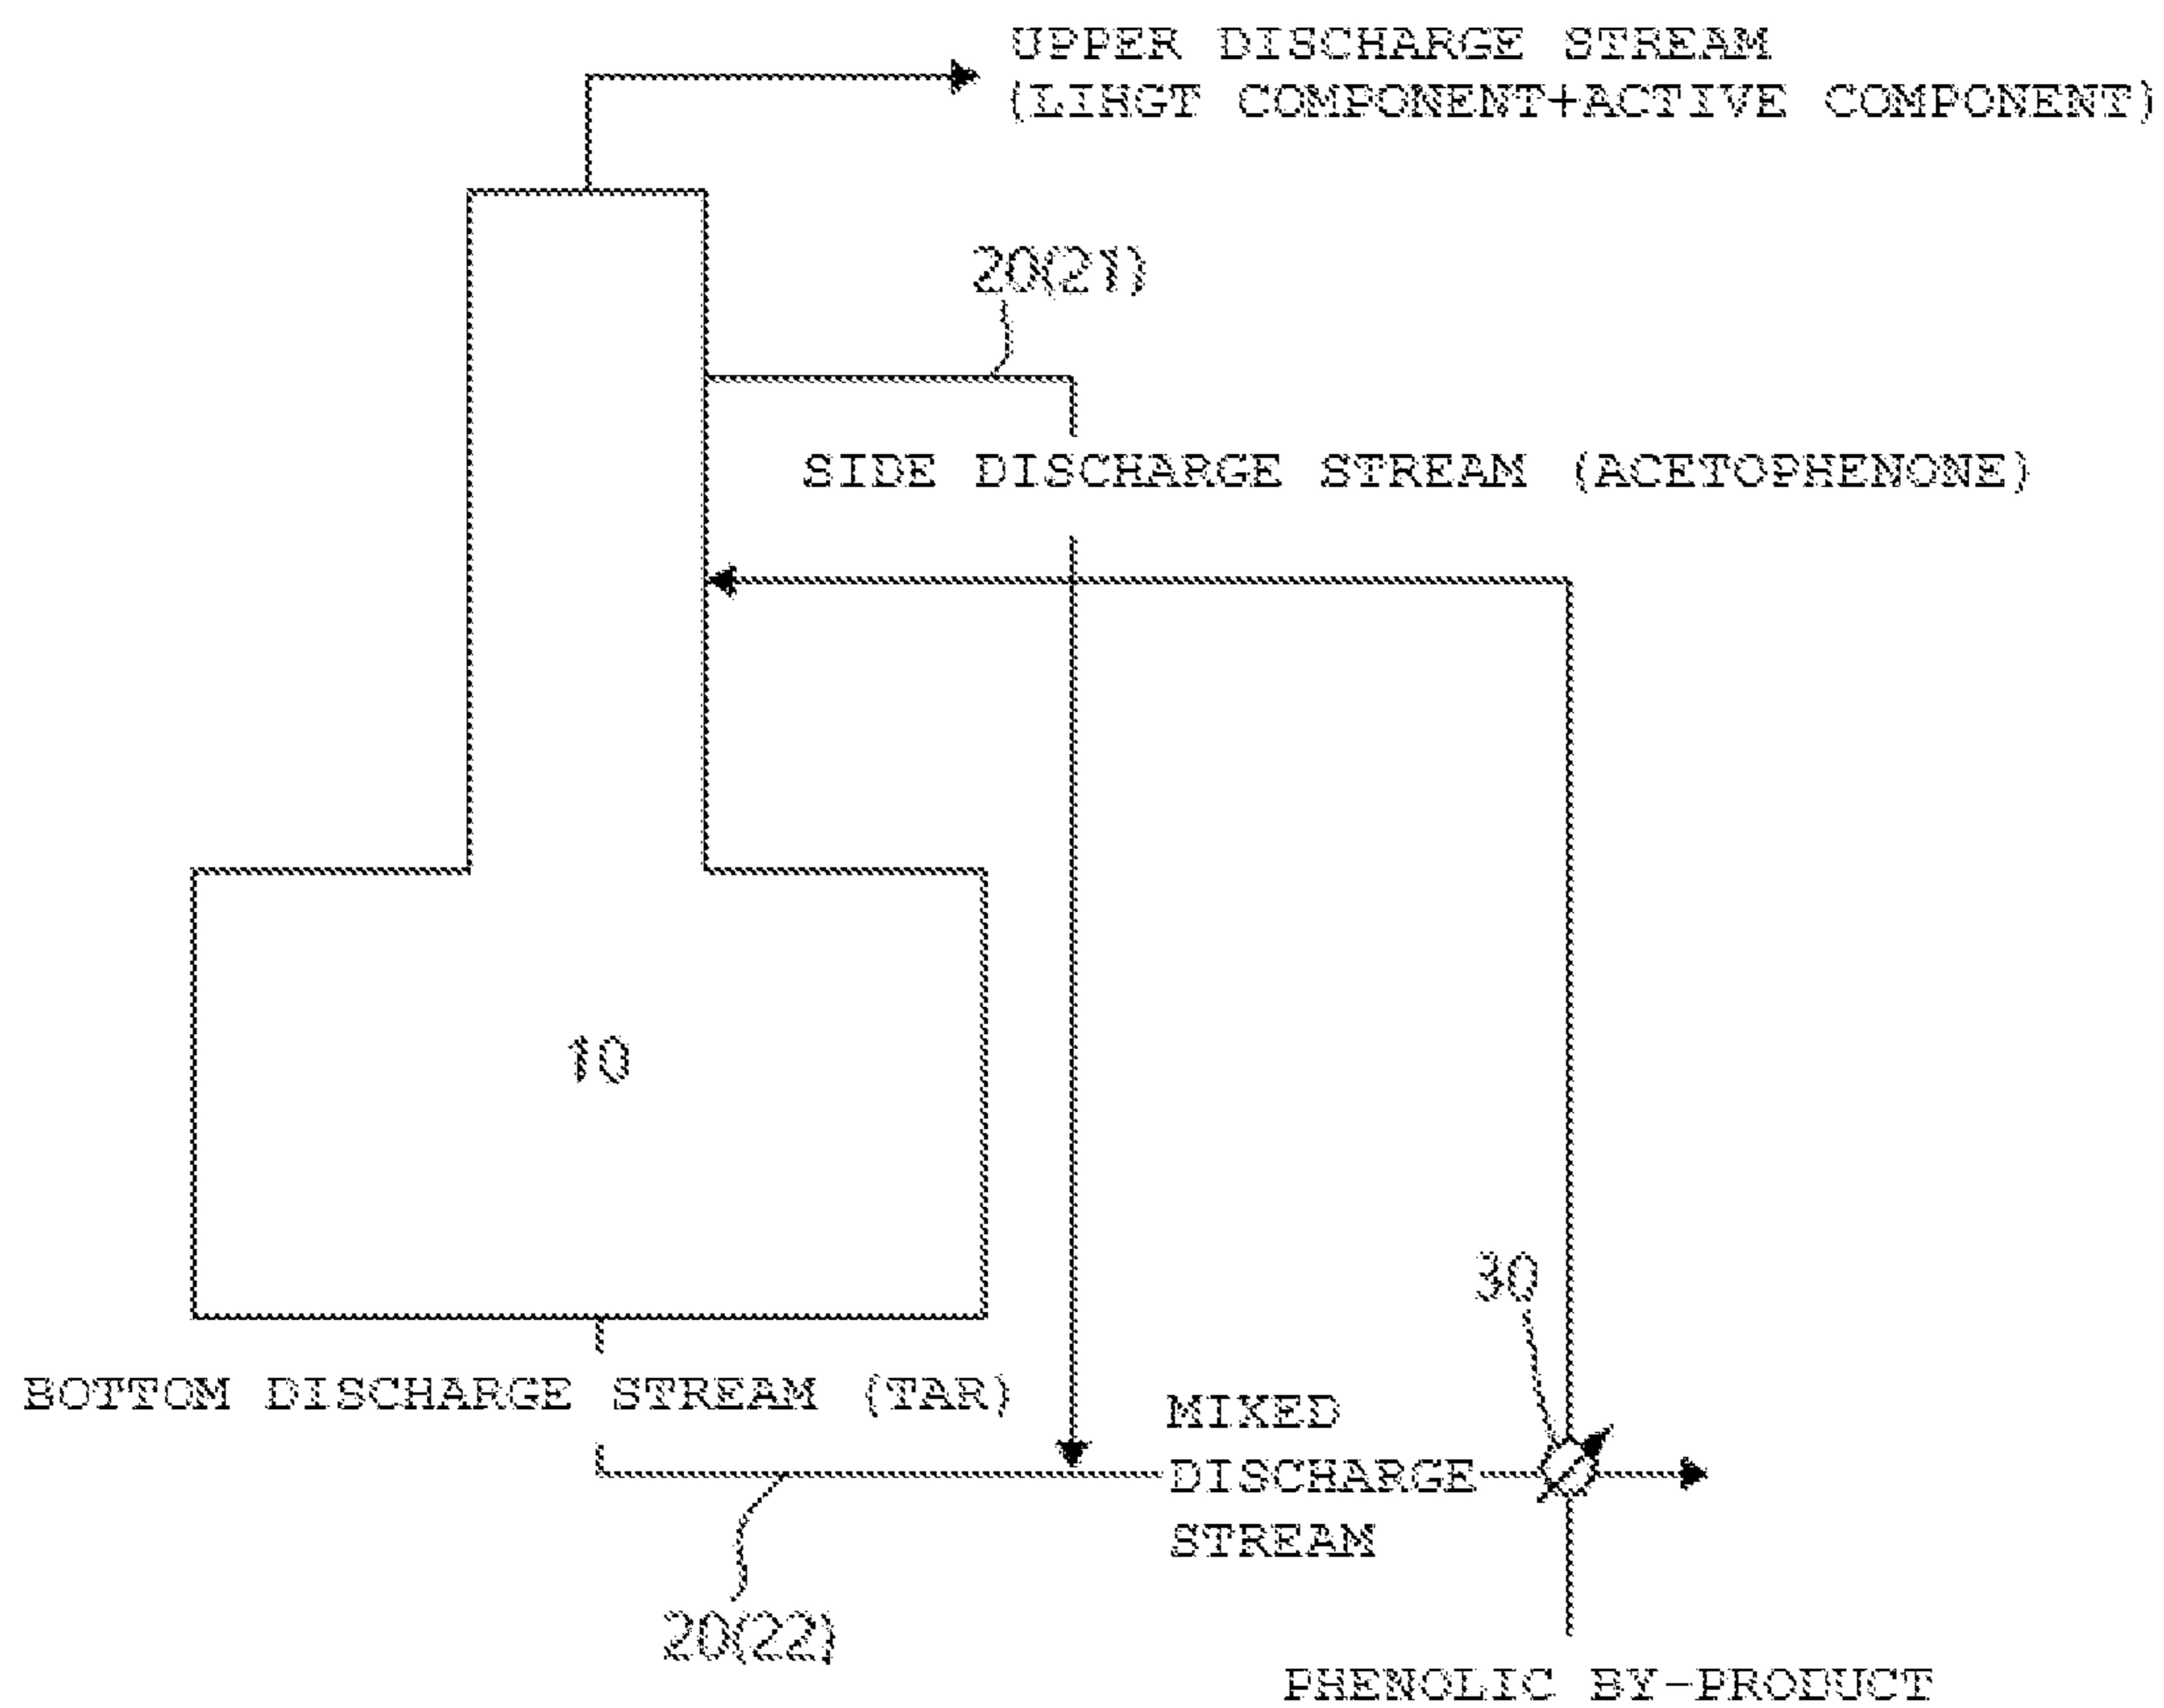 UPPER DISCHARGE STREAM
(LIHGT COMPONENT+ACTIVE COMPONENT)
20(21)
SIDE DISCHARGE STREAM (ACETOPHENONE)
10
30
BOTTOM DISCHARGE STREAM (TAR)
MIXED
DISCHARGE
STREAM
20(22)
PHENOLIC BY-PRODUCT